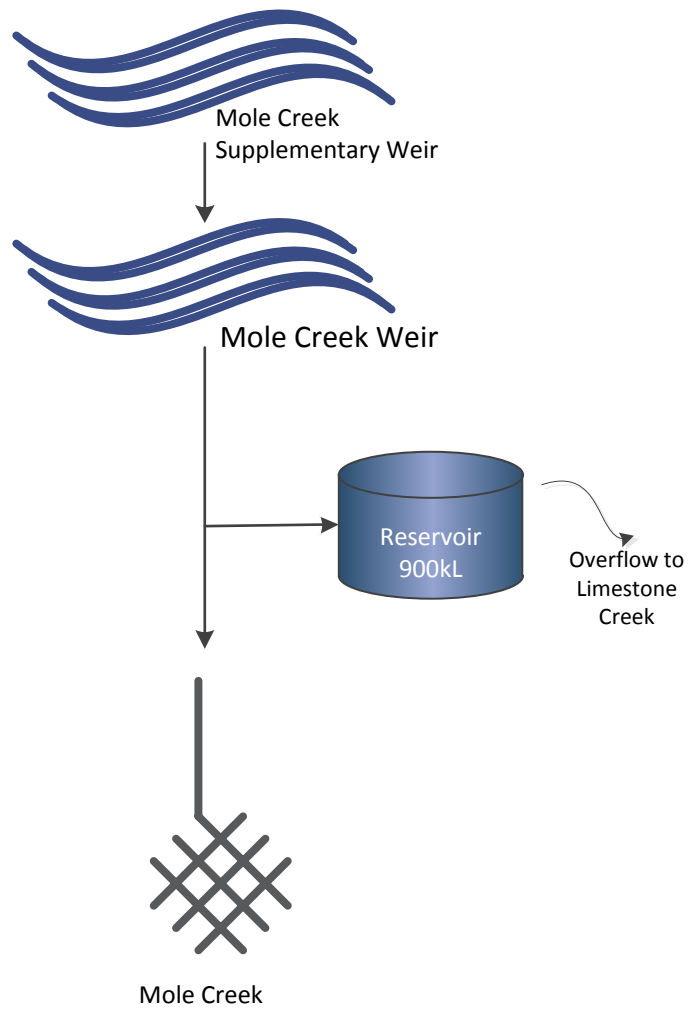 Mole Creek
Supplementary Weir
Mole Creek Weir
Reservoir
900kL
Overflow to
Limestone
Creek
Mole Creek